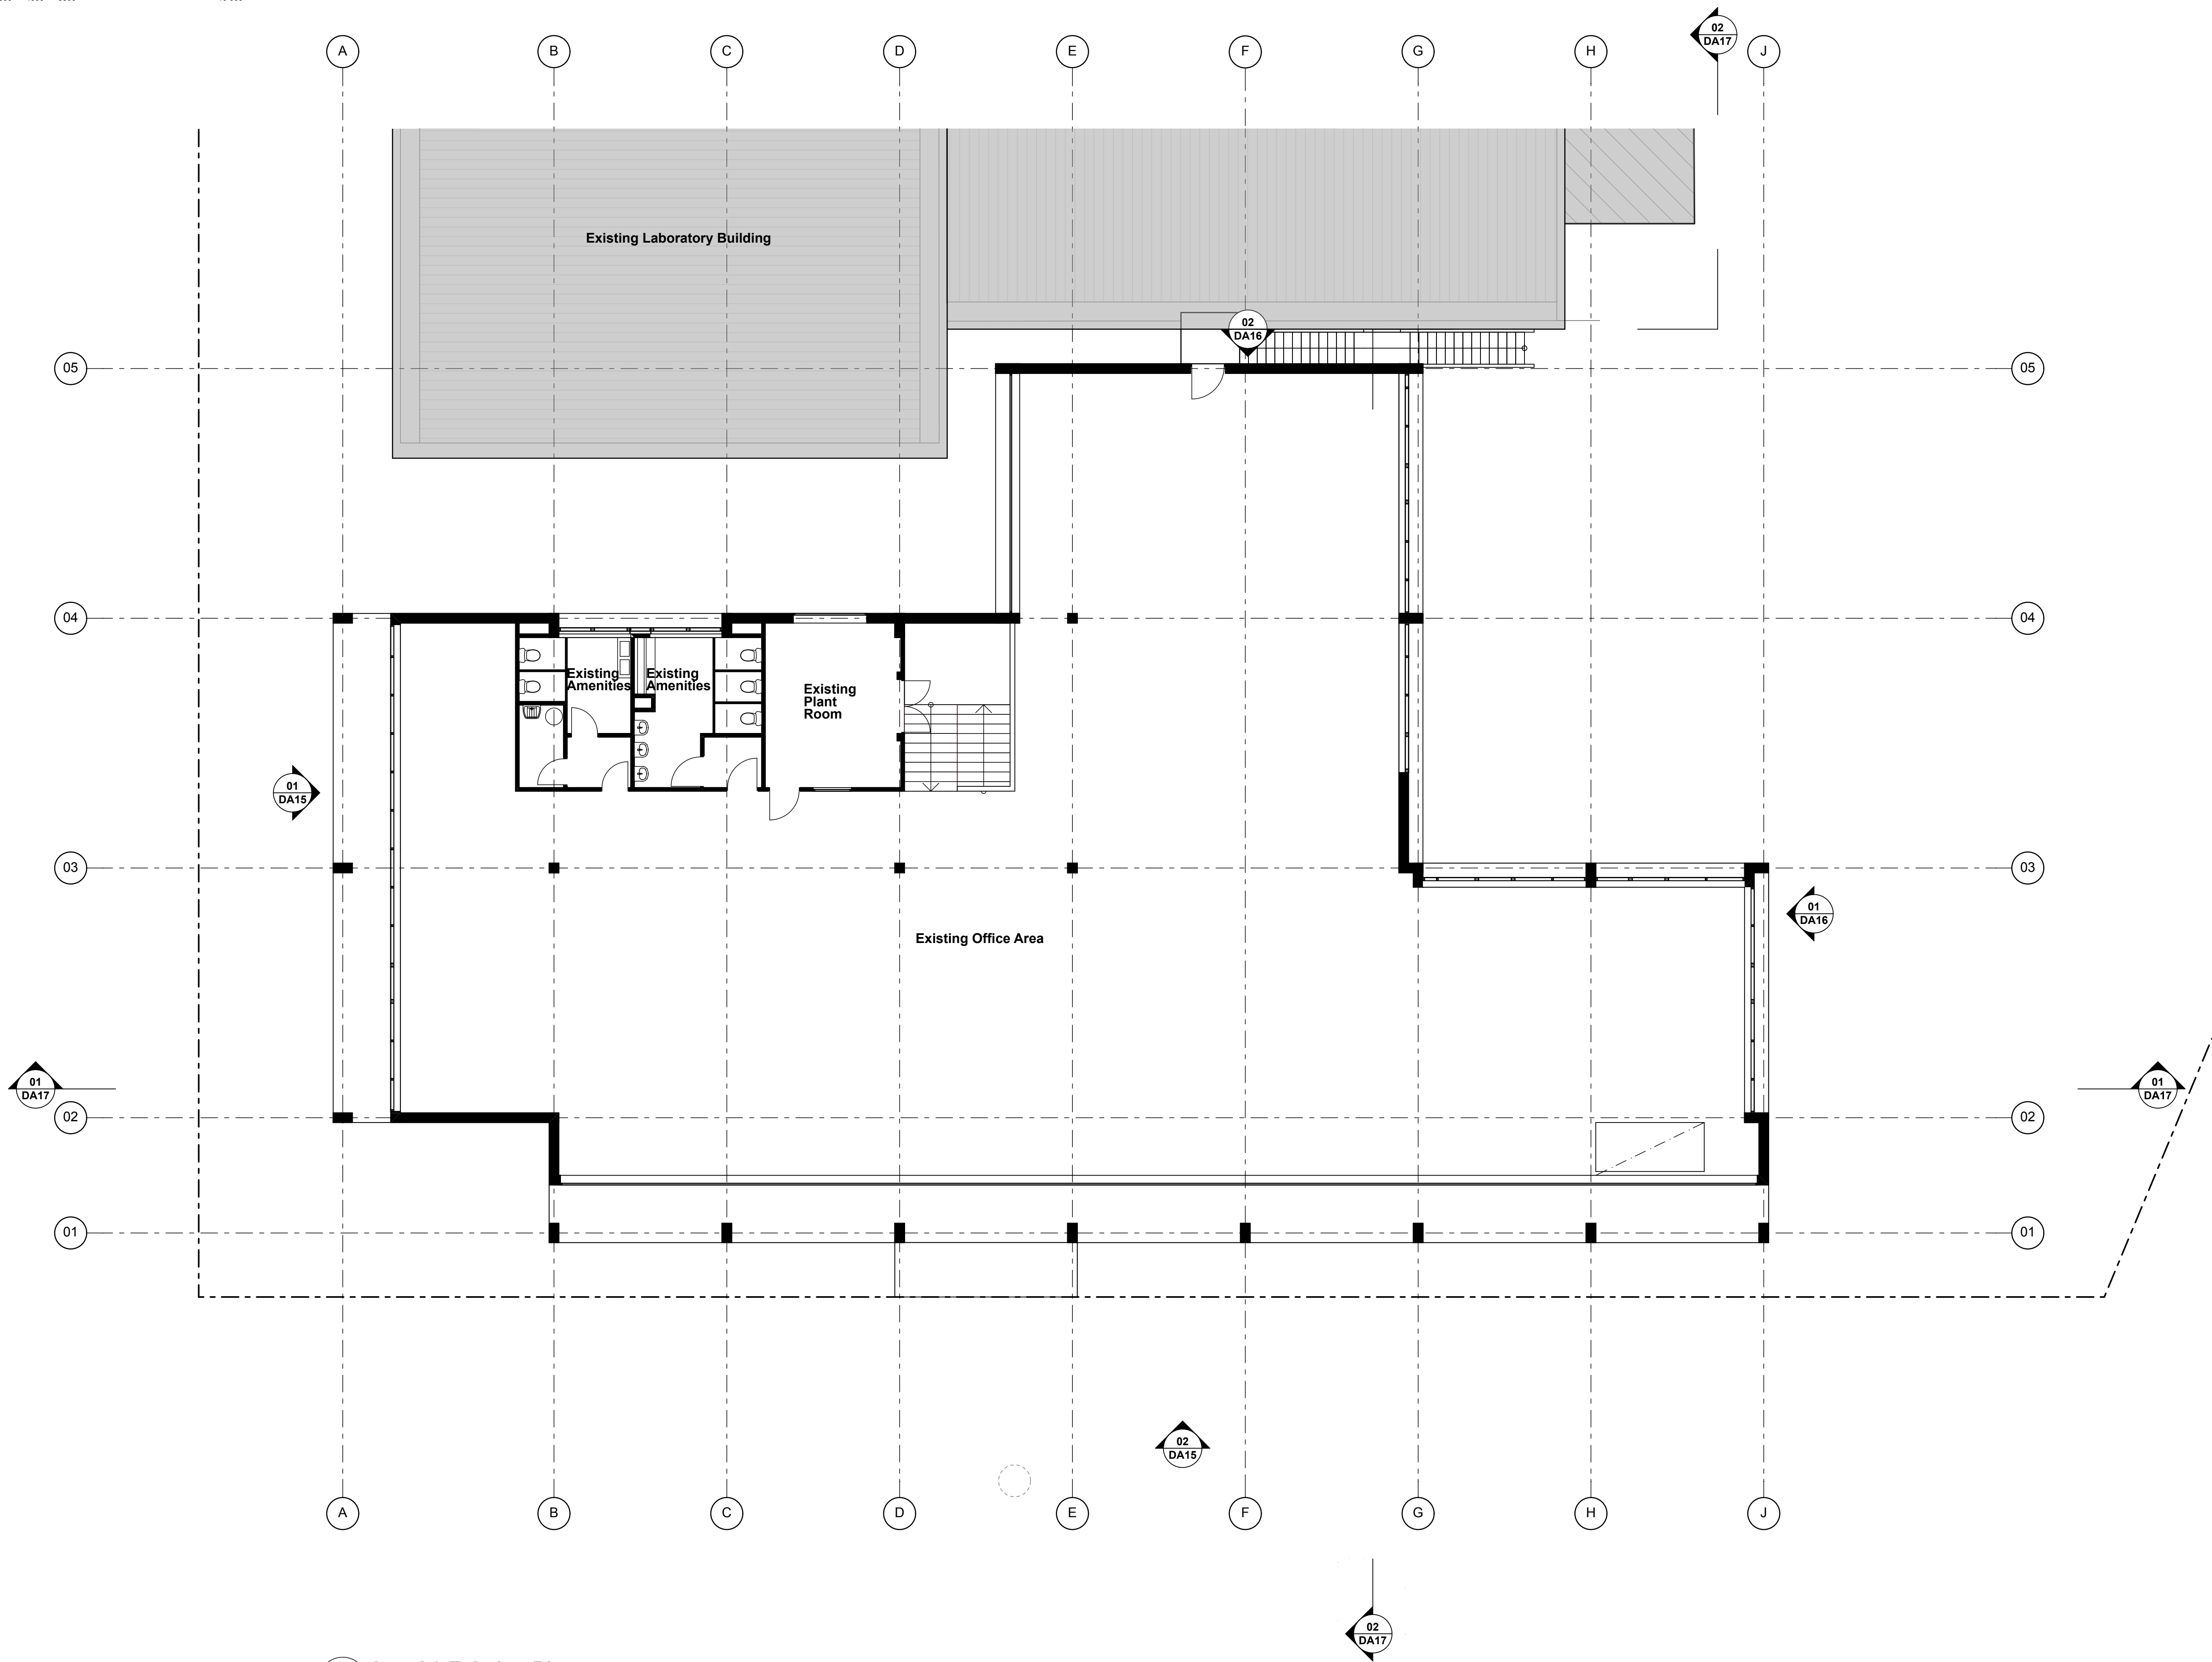 02
DA17
A
B
C
D
E
F
G
H
J
Existing Laboratory Building
02
DA16
05
05
04
04
Existing
Amenities
Existing
Amenities
Existing
Plant
Room
01
DA15
03
03
01
DA16
Existing Office Area
01
DA17
01
DA17
02
02
01
01
02
DA15
A
B
C
D
E
F
G
H
J
02
DA17